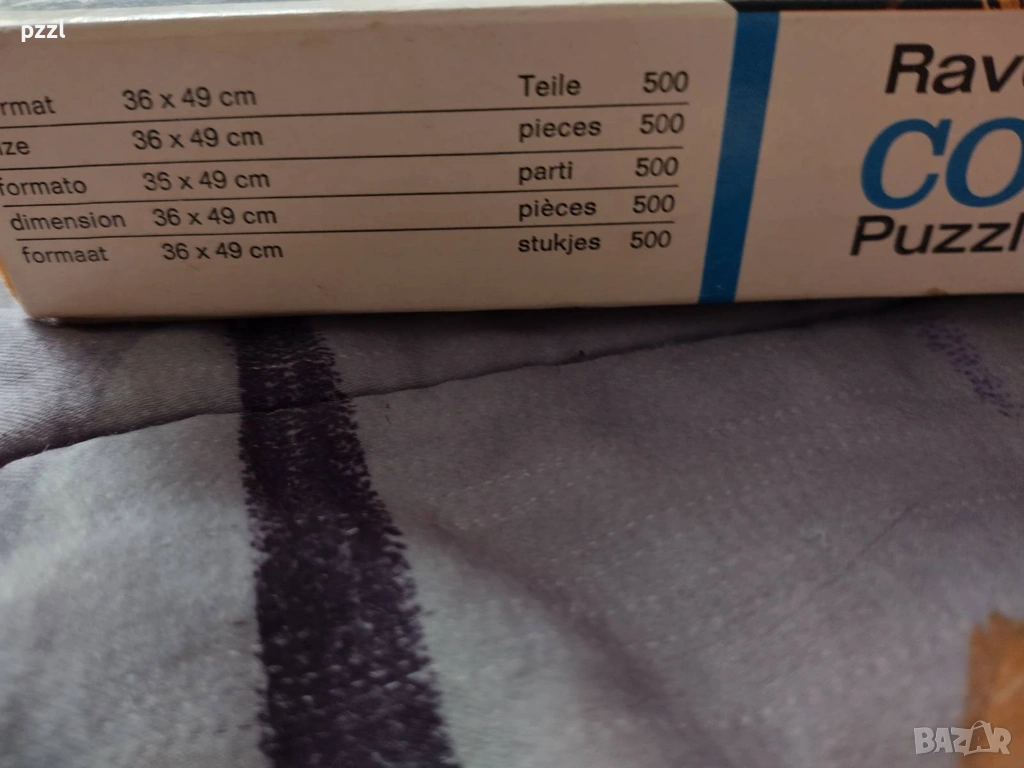 pzzl
rmat 36 x 49 cm Teile 500
ize 36 x 49 cm pieces 500
formato 36 x 49 cm parti 500
dimension 36 x 49 cm pièces 500
formaat 36 x 49 cm stukjes 500
Rav
CO
Puzzl
BAZAR